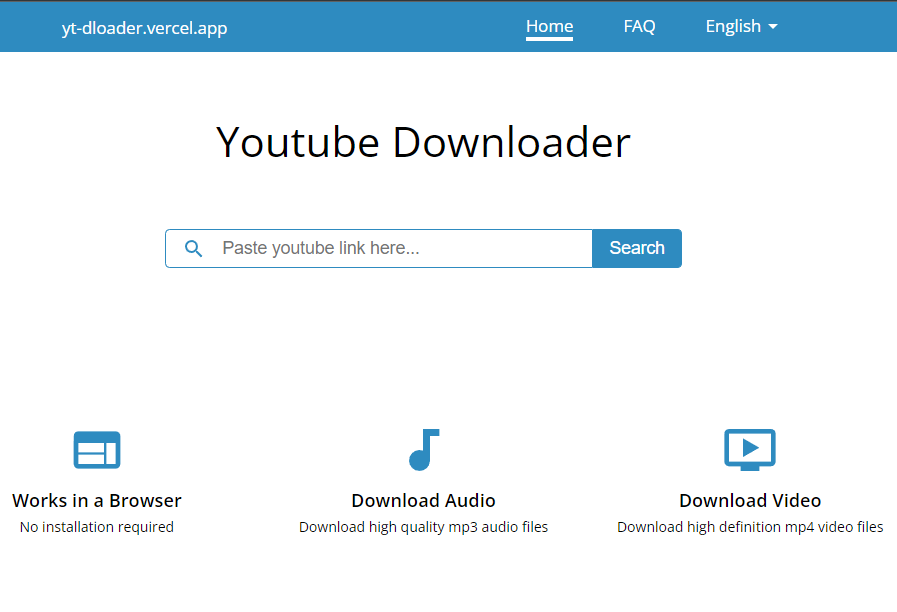 yt-dloader.vercel.app Home FAQ English
Youtube Downloader
Paste youtube link here... Search
Works in a Browser
No installation required
Download Audio
Download high quality mp3 audio files
Download Video
Download high definition mp4 video files